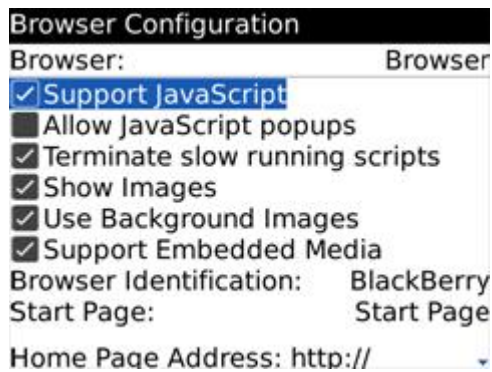 Browser Configuration
Browser: Browser
Support JavaScript
Allow JavaScript popups
Terminate slow running scripts
Show Images
Use Background Images
Support Embedded Media
Browser Identification: BlackBerry
Start Page: Start Page
Home Page Address: http://